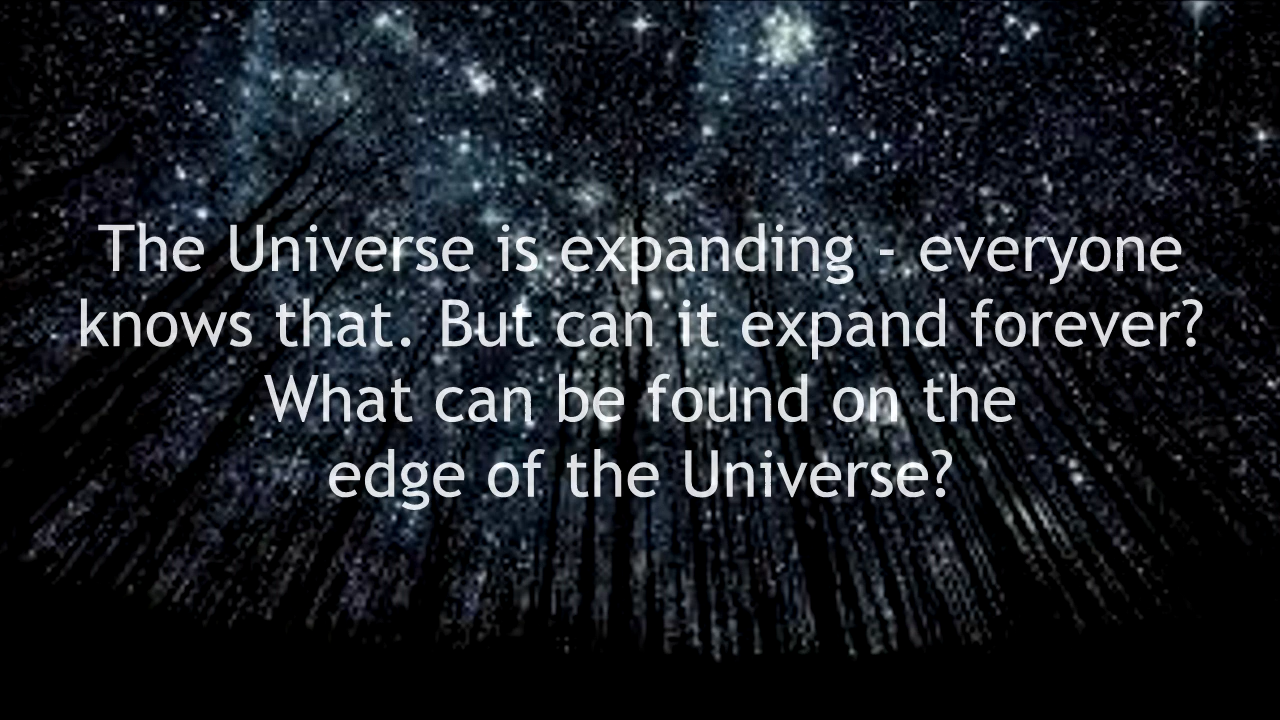 The Universe is expanding - everyone
knows that. But can it expand forever?
What can be found on the
edge of the Universe?